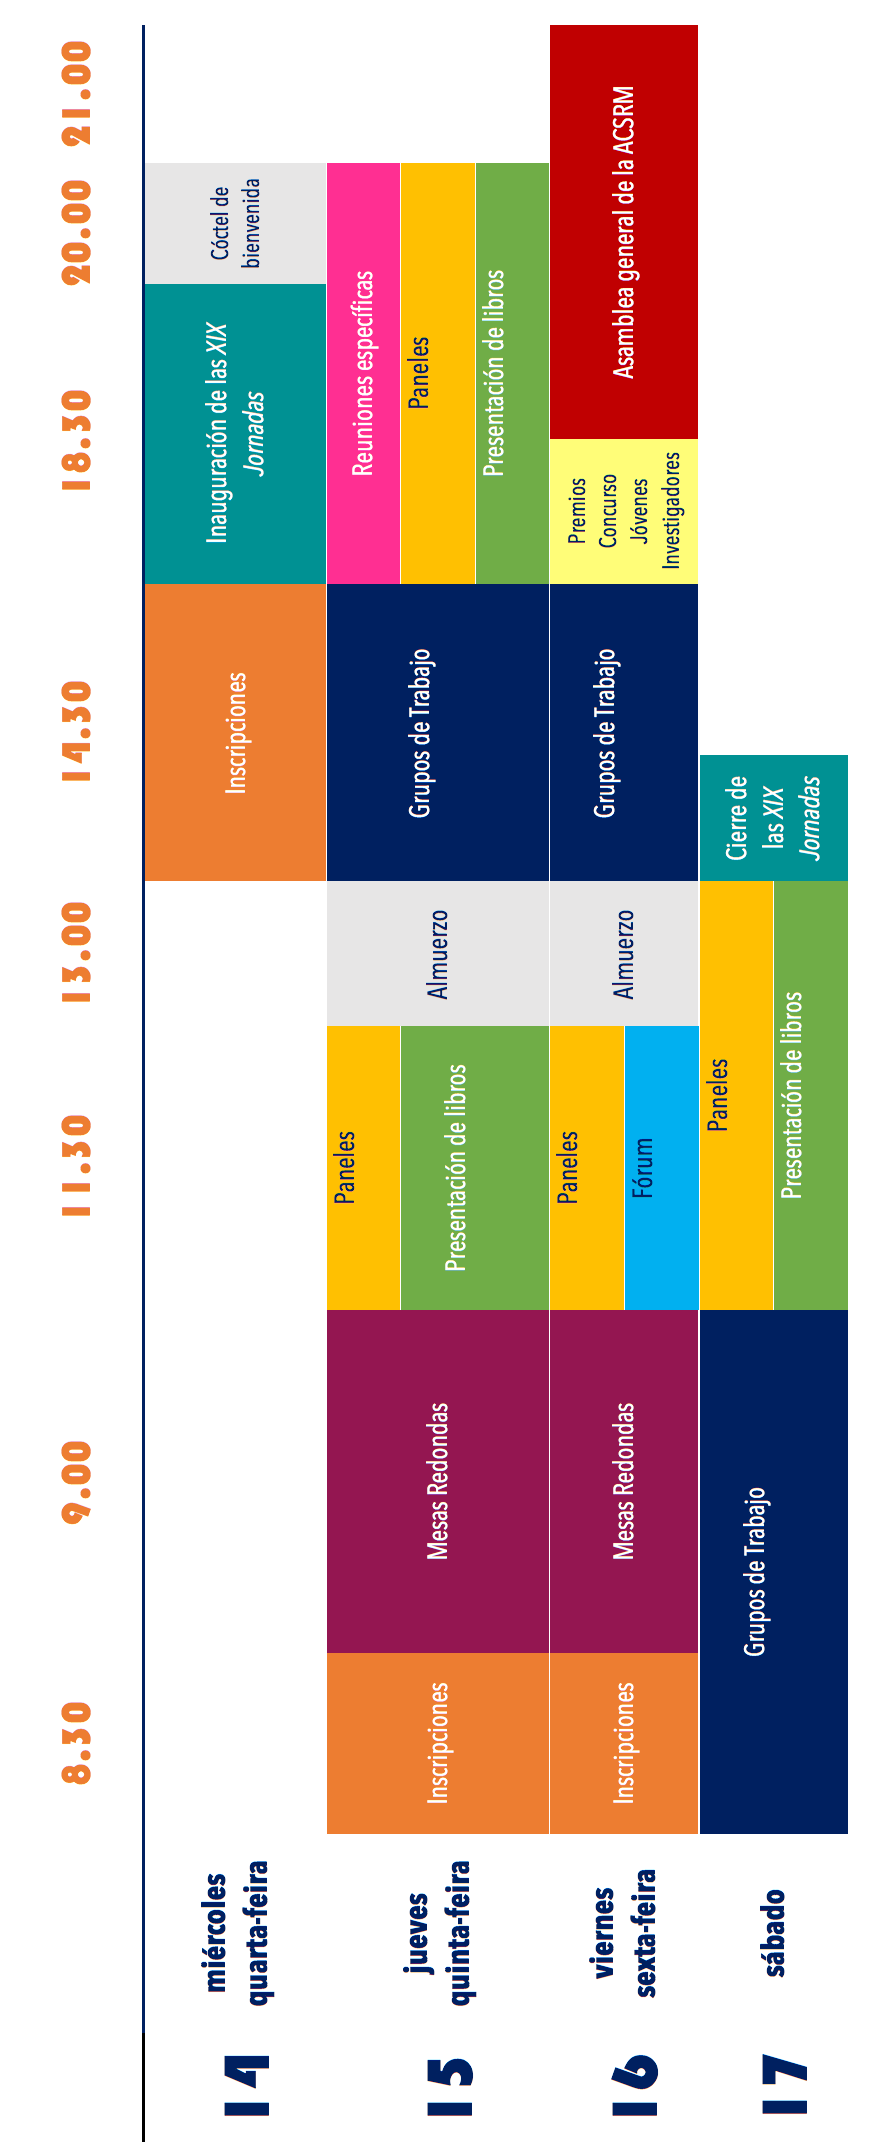 8.30
9.00
11.30
13.00
14.30
18.30
20.00
21.00
14
miércoles
quarta-feira
Inscripciones
Inauguración de las XIX
Jornadas
Cóctel de
bienvenida
15
jueves
quinta-feira
Inscripciones
Mesas Redondas
Paneles
Presentación de libros
Almuerzo
Grupos de Trabajo
Reuniones específicas
Paneles
Presentación de libros
16
viernes
sexta-feira
Inscripciones
Mesas Redondas
Paneles
Fórum
Almuerzo
Grupos de Trabajo
Premios
Concurso
Jóvenes
Investigadores
Asamblea general de la ACSRM
17
sábado
Grupos de Trabajo
Paneles
Presentación de libros
Cierre de
las XIX
Jornadas